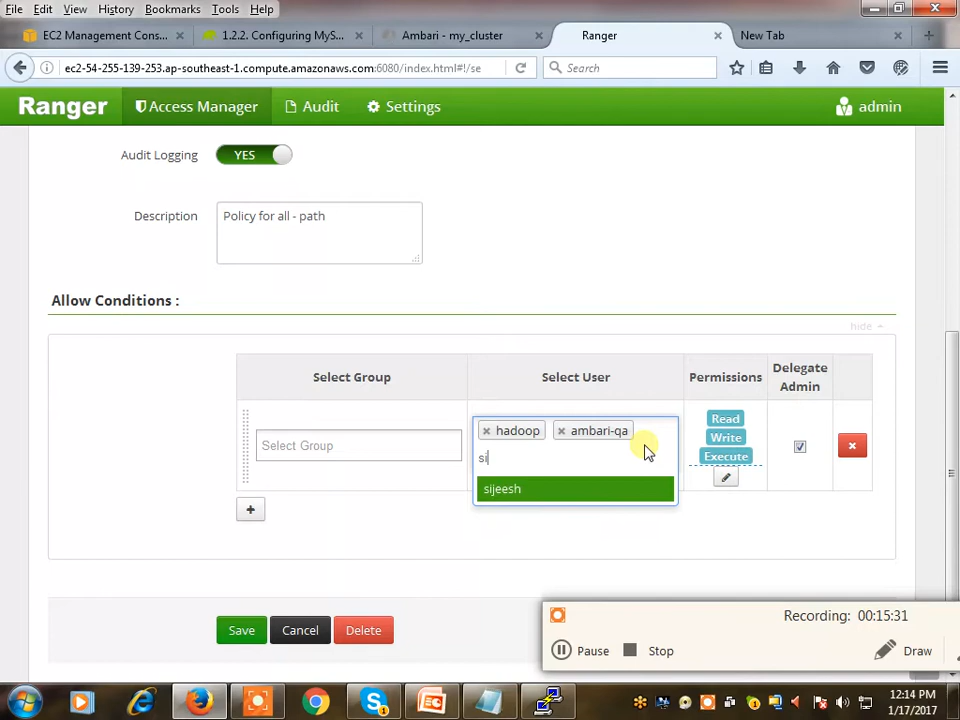 File Edit View History Bookmarks Tools Help
EC2 Management Cons... × 1.2.2. Configuring MyS... × Ambari - my_cluster × Ranger × New Tab × +
ec2-54-255-139-253.ap-southeast-1.compute.amazonaws.com:6080/index.html#!/se Search
Ranger Access Manager Audit Settings admin
Audit Logging YES
Description Policy for all - path
Allow Conditions :
hide −
Select Group Select User Permissions Delegate Admin
Select Group × hadoop × ambari-qa Read
Write
si Execute
sijeesh
+
Save Cancel Delete
Recording: 00:15:31
Pause Stop Draw
12:14 PM
1/17/2017